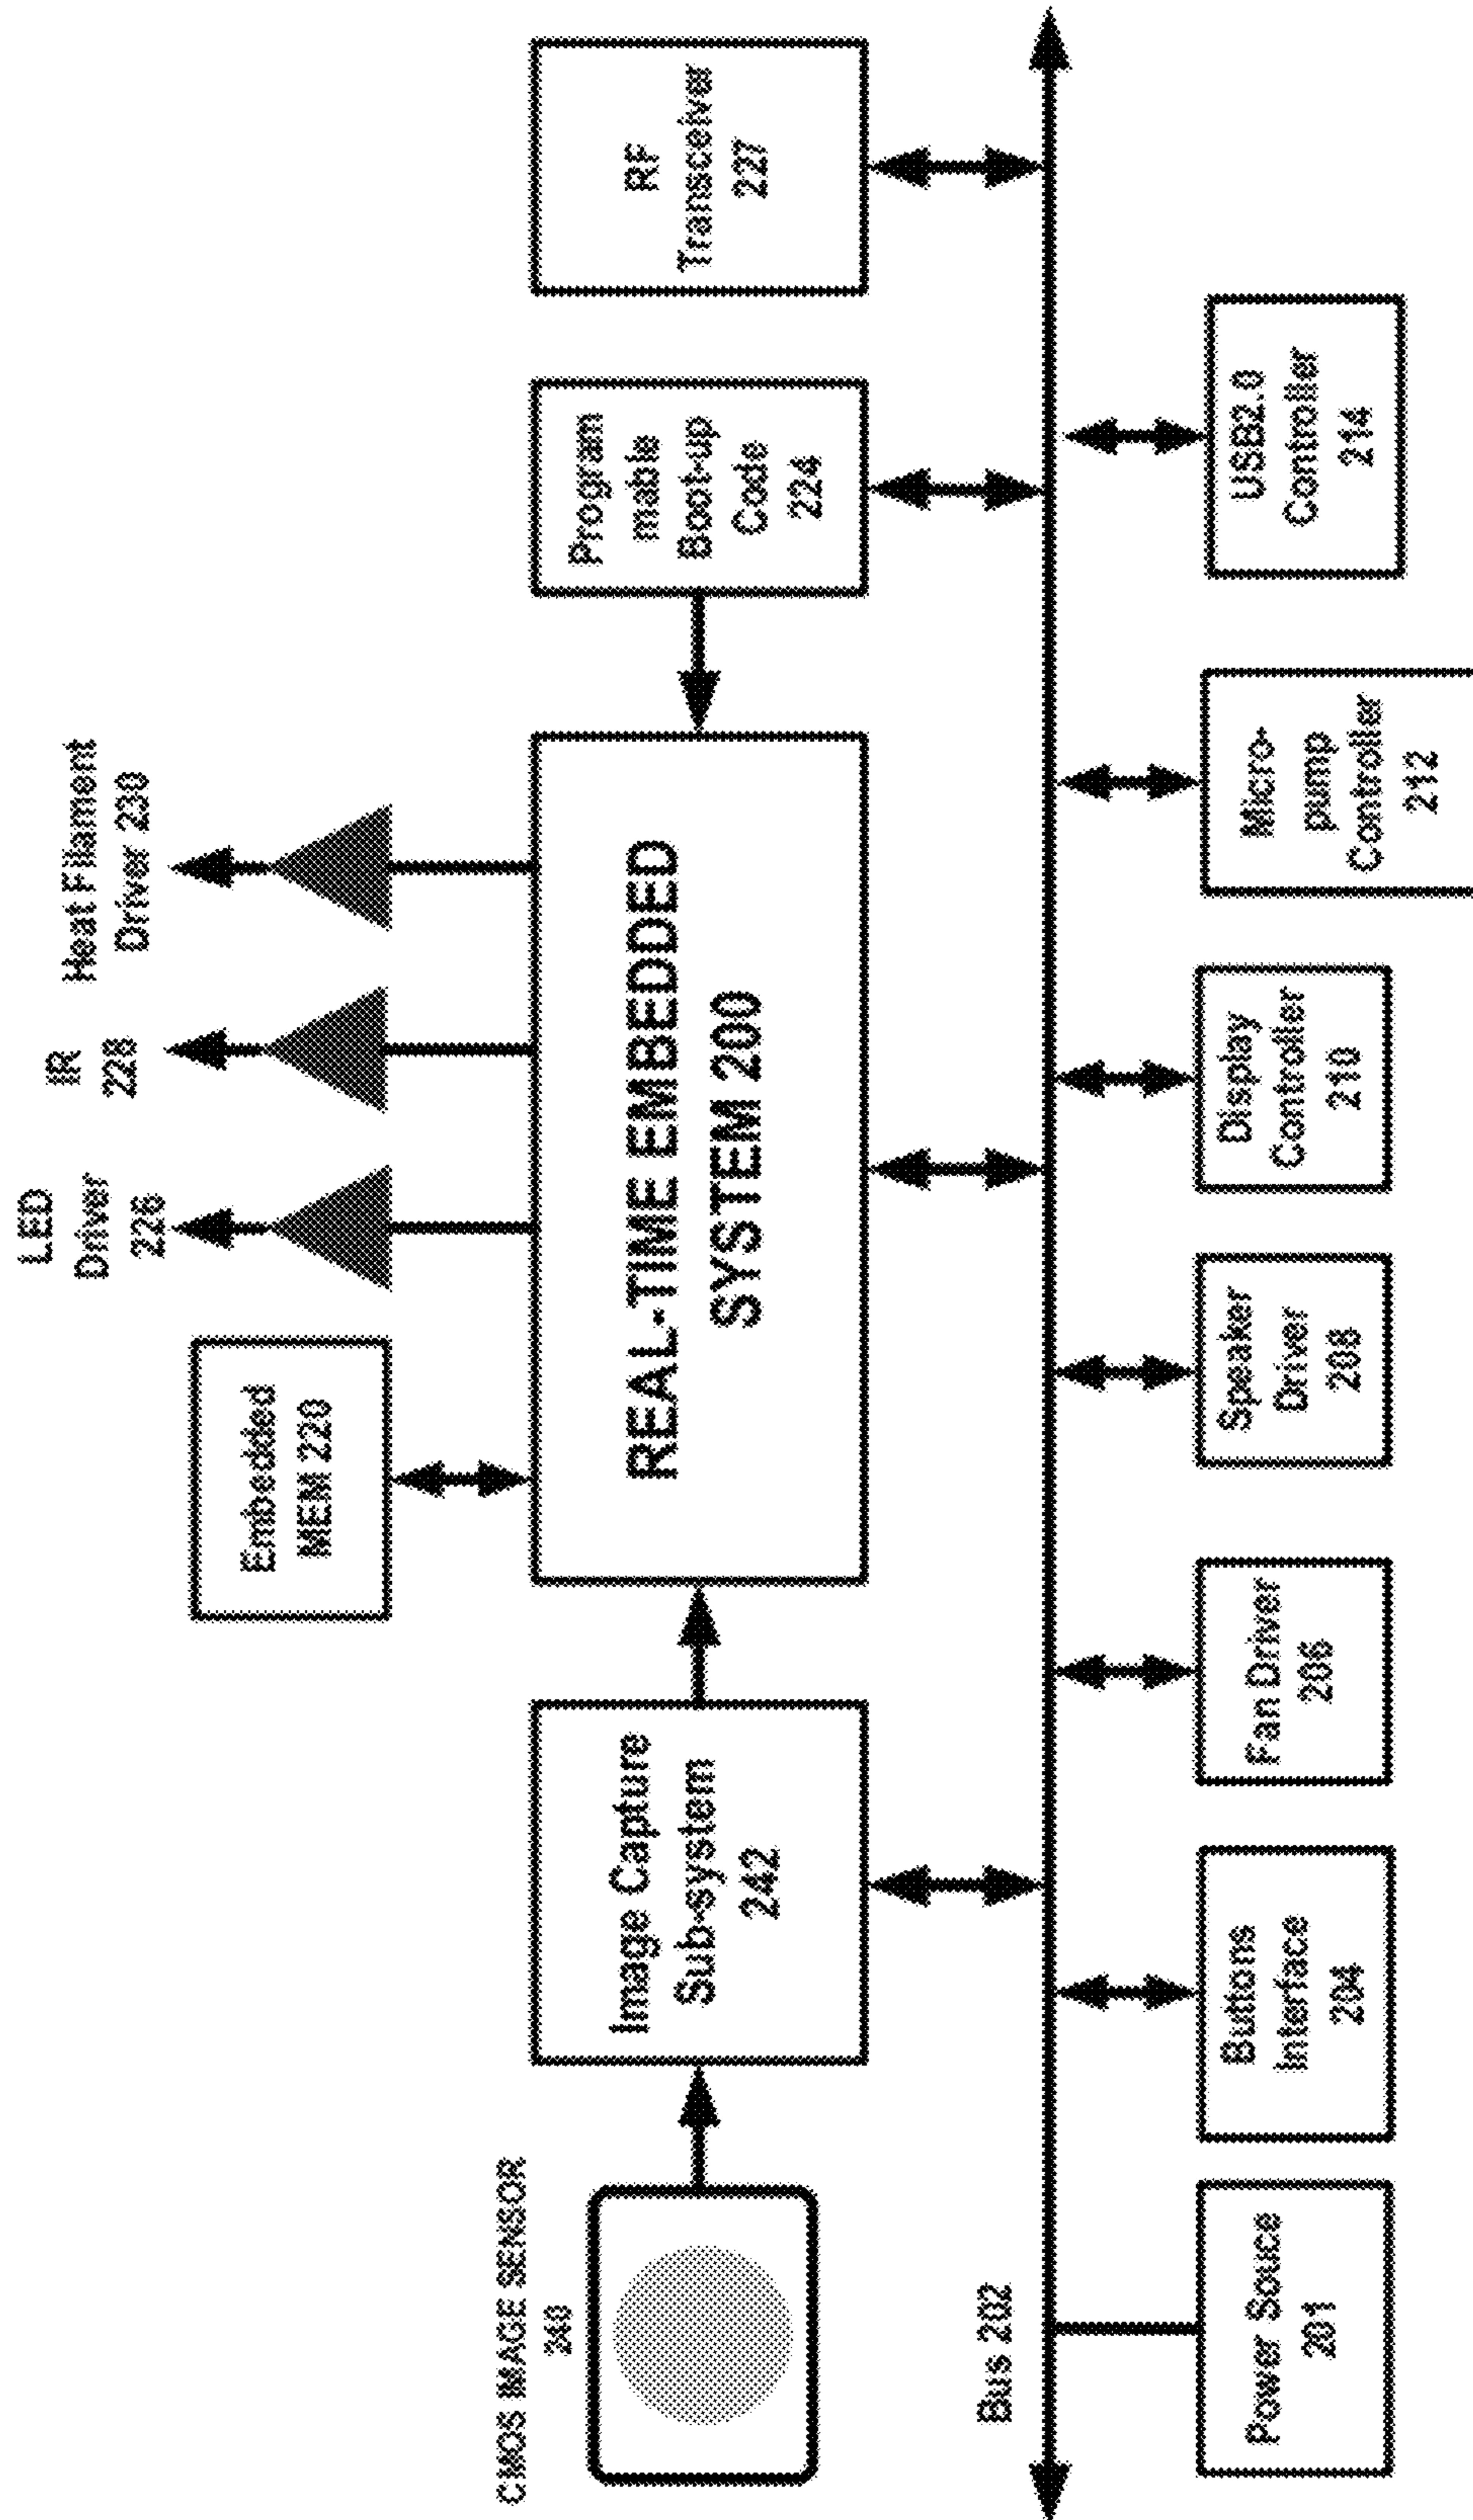 LED
Driver
226
IR
228
Heat Filament
Driver 230
Embedded
MEM 220
CMOS IMAGE SENSOR
240
Image Capture
Sub-system
242
REAL-TIME EMBEDDED
SYSTEM 200
Program
mable
Boot-up
Code
224
RF
Transceiver
227
Bus 202
Power Souce
201
Buttons
Interface
204
Fan Driver
206
Speaker
Driver
208
Display
Controller
210
Micro-
pump
Controller
212
USB2.0
Controller
214